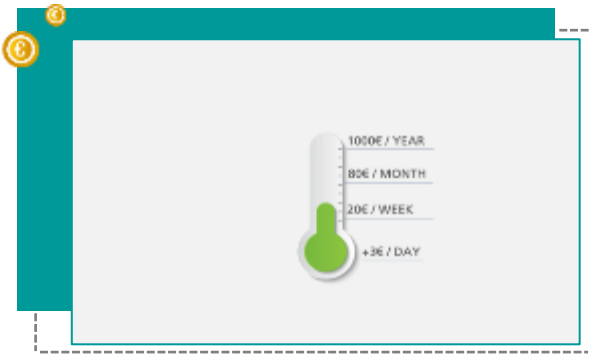 1000€ / YEAR
80€ / MONTH
20€ / WEEK
+3€ / DAY